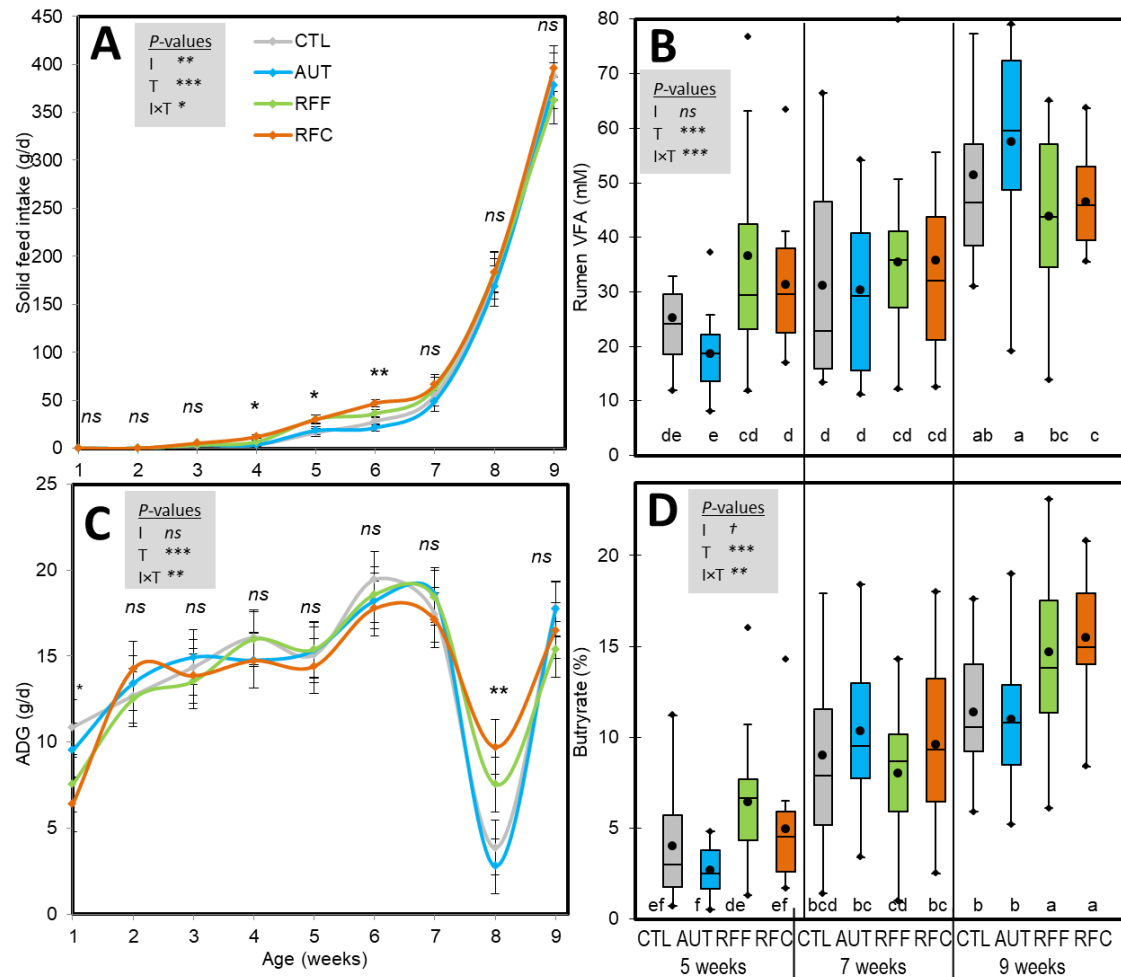 A
P-values
I **
T ***
I×T *
CTL
AUT
RFF
RFC
Solid feed intake (g/d)
450
400
350
300
250
200
150
100
50
0
ns
ns
ns
*
*
**
ns
ns
ns
1 2 3 4 5 6 7 8 9
B
P-values
I ns
T ***
I×T ***
Rumen VFA (mM)
80
70
60
50
40
30
20
10
0
de e cd d d d cd cd ab a bc c
C
P-values
I ns
T ***
I×T **
ADG (g/d)
25
20
15
10
5
0
*
ns
ns
ns
ns
ns
ns
**
ns
1 2 3 4 5 6 7 8 9
Age (weeks)
D
P-values
I †
T ***
I×T **
Butryrate (%)
20
15
10
5
0
ef f de ef bcd bc cd bc b b a a
CTL AUT RFF RFC CTL AUT RFF RFC CTL AUT RFF RFC
5 weeks 7 weeks 9 weeks